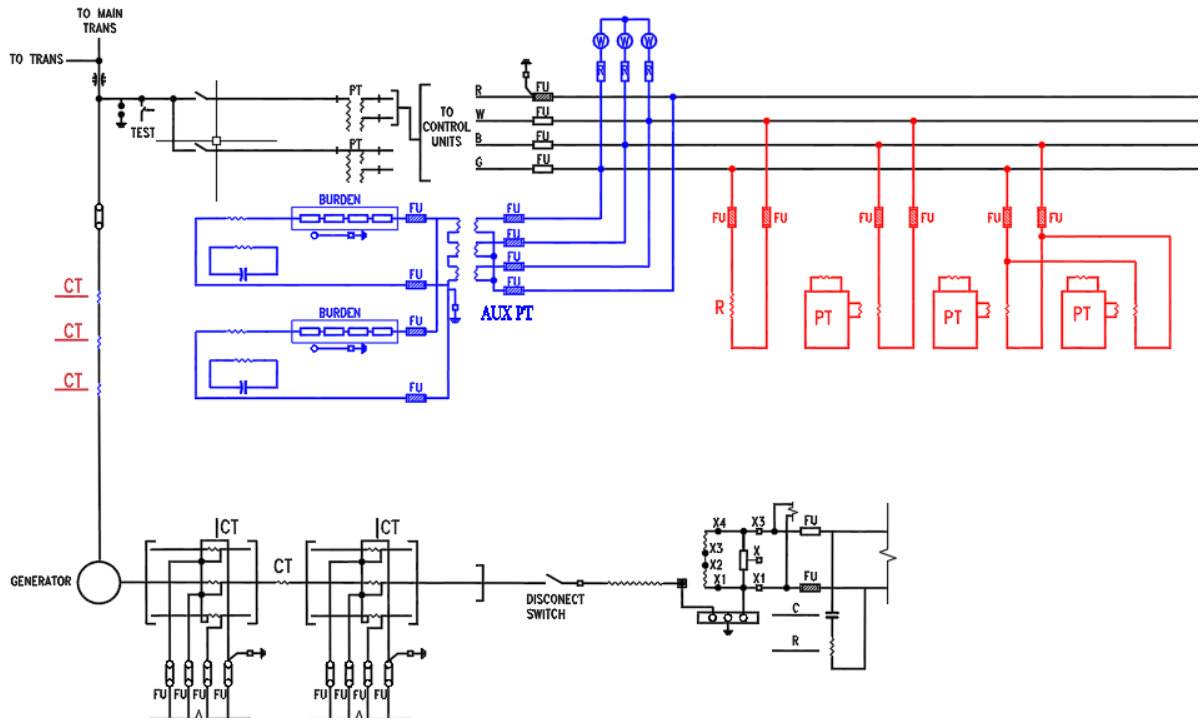 TO MAIN
TRANS
TO TRANS
TEST
PT
PT
TO
CONTROL
UNITS
R
W
B
G
FU
FU
FU
FU
W
W
W
R
R
R
BURDEN
FU
FU
BURDEN
FU
FU
FU
FU
FU
FU
AUX PT
FU
FU
FU
FU
FU
FU
R
PT
PT
PT
CT
CT
CT
GENERATOR
CT
CT
CT
FU
FU
FU
FU
FU
FU
FU
FU
DISCONECT
SWITCH
X4
X3
FU
X3
X2
X
X1
X1
FU
C
R